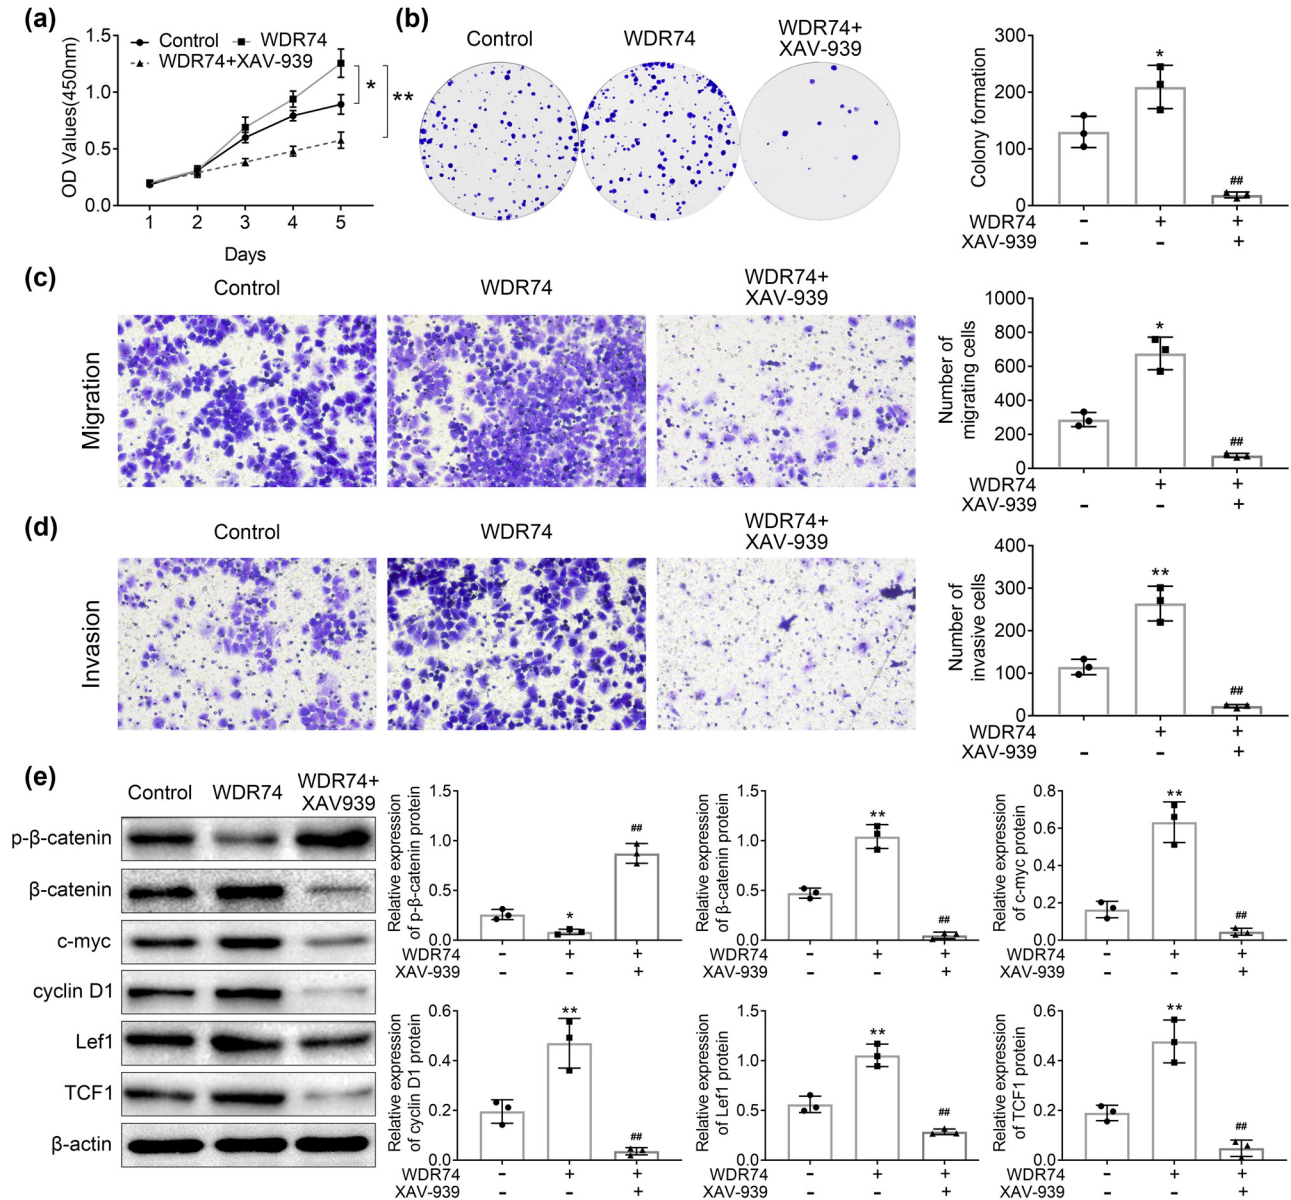 (a)
OD Values(450nm)
1.5
1.0
0.5
0.0
Control
WDR74
WDR74+XAV-939
*
**
1 2 3 4 5
Days
(b)
Control
WDR74
WDR74+
XAV-939
Colony formation
300
200
100
0
*
##
WDR74 - + +
XAV-939 - - +
(c)
Control
WDR74
WDR74+
XAV-939
Migration
Number of
migrating cells
1000
800
600
400
200
0
*
##
WDR74 + +
XAV-939 - - +
(d)
Control
WDR74
WDR74+
XAV-939
Invasion
Number of
invasive cells
400
300
200
100
0
**
##
WDR74 + +
XAV-939 - - +
(e)
Control
WDR74
WDR74+
XAV939
p-β-catenin
β-catenin
c-myc
cyclin D1
Lef1
TCF1
β-actin
Relative expression
of p-β-catenin protein
1.5
1.0
0.5
0.0
*
##
WDR74 - + +
XAV-939 - - +
Relative expression
of β-catenin protein
1.5
1.0
0.5
0.0
**
##
WDR74 - + +
XAV-939 - - +
Relative expression
of c-myc protein
0.8
0.6
0.4
0.2
0.0
**
##
WDR74 - + +
XAV-939 - - +
Relative expression
of cyclin D1 protein
0.6
0.4
0.2
0.0
**
##
WDR74 - + +
XAV-939 - - +
Relative expression
of Lef1 protein
1.5
1.0
0.5
0.0
**
##
WDR74 - + +
XAV-939 - - +
Relative expression
of TCF1 protein
0.6
0.4
0.2
0.0
**
##
WDR74 - + +
XAV-939 - - +